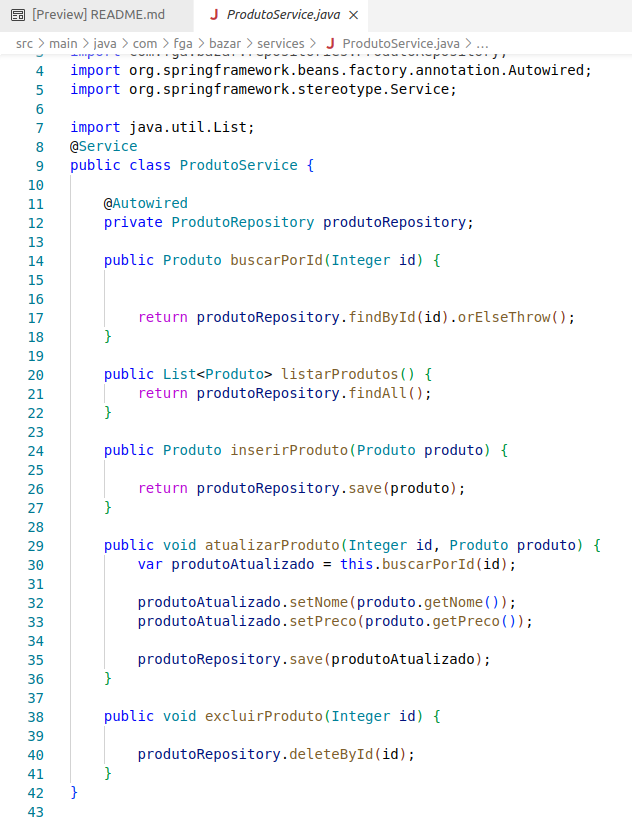 [Preview] README.md
J ProdutoService.java ×
src > main > java > com > fga > bazar > services > J ProdutoService.java > ...
4 import org.springframework.beans.factory.annotation.Autowired;
5 import org.springframework.stereotype.Service;
6
7 import java.util.List;
8 @Service
9 public class ProdutoService {
10
11 @Autowired
12 private ProdutoRepository produtoRepository;
13
14 public Produto buscarPorId(Integer id) {
15
16
17 return produtoRepository.findById(id).orElseThrow();
18 }
19
20 public List<Produto> listarProdutos() {
21 return produtoRepository.findAll();
22 }
23
24 public Produto inserirProduto(Produto produto) {
25
26 return produtoRepository.save(produto);
27 }
28
29 public void atualizarProduto(Integer id, Produto produto) {
30 var produtoAtualizado = this.buscarPorId(id);
31
32 produtoAtualizado.setNome(produto.getNome());
33 produtoAtualizado.setPreco(produto.getPreco());
34
35 produtoRepository.save(produtoAtualizado);
36 }
37
38 public void excluirProduto(Integer id) {
39
40 produtoRepository.deleteById(id);
41 }
42 }
43